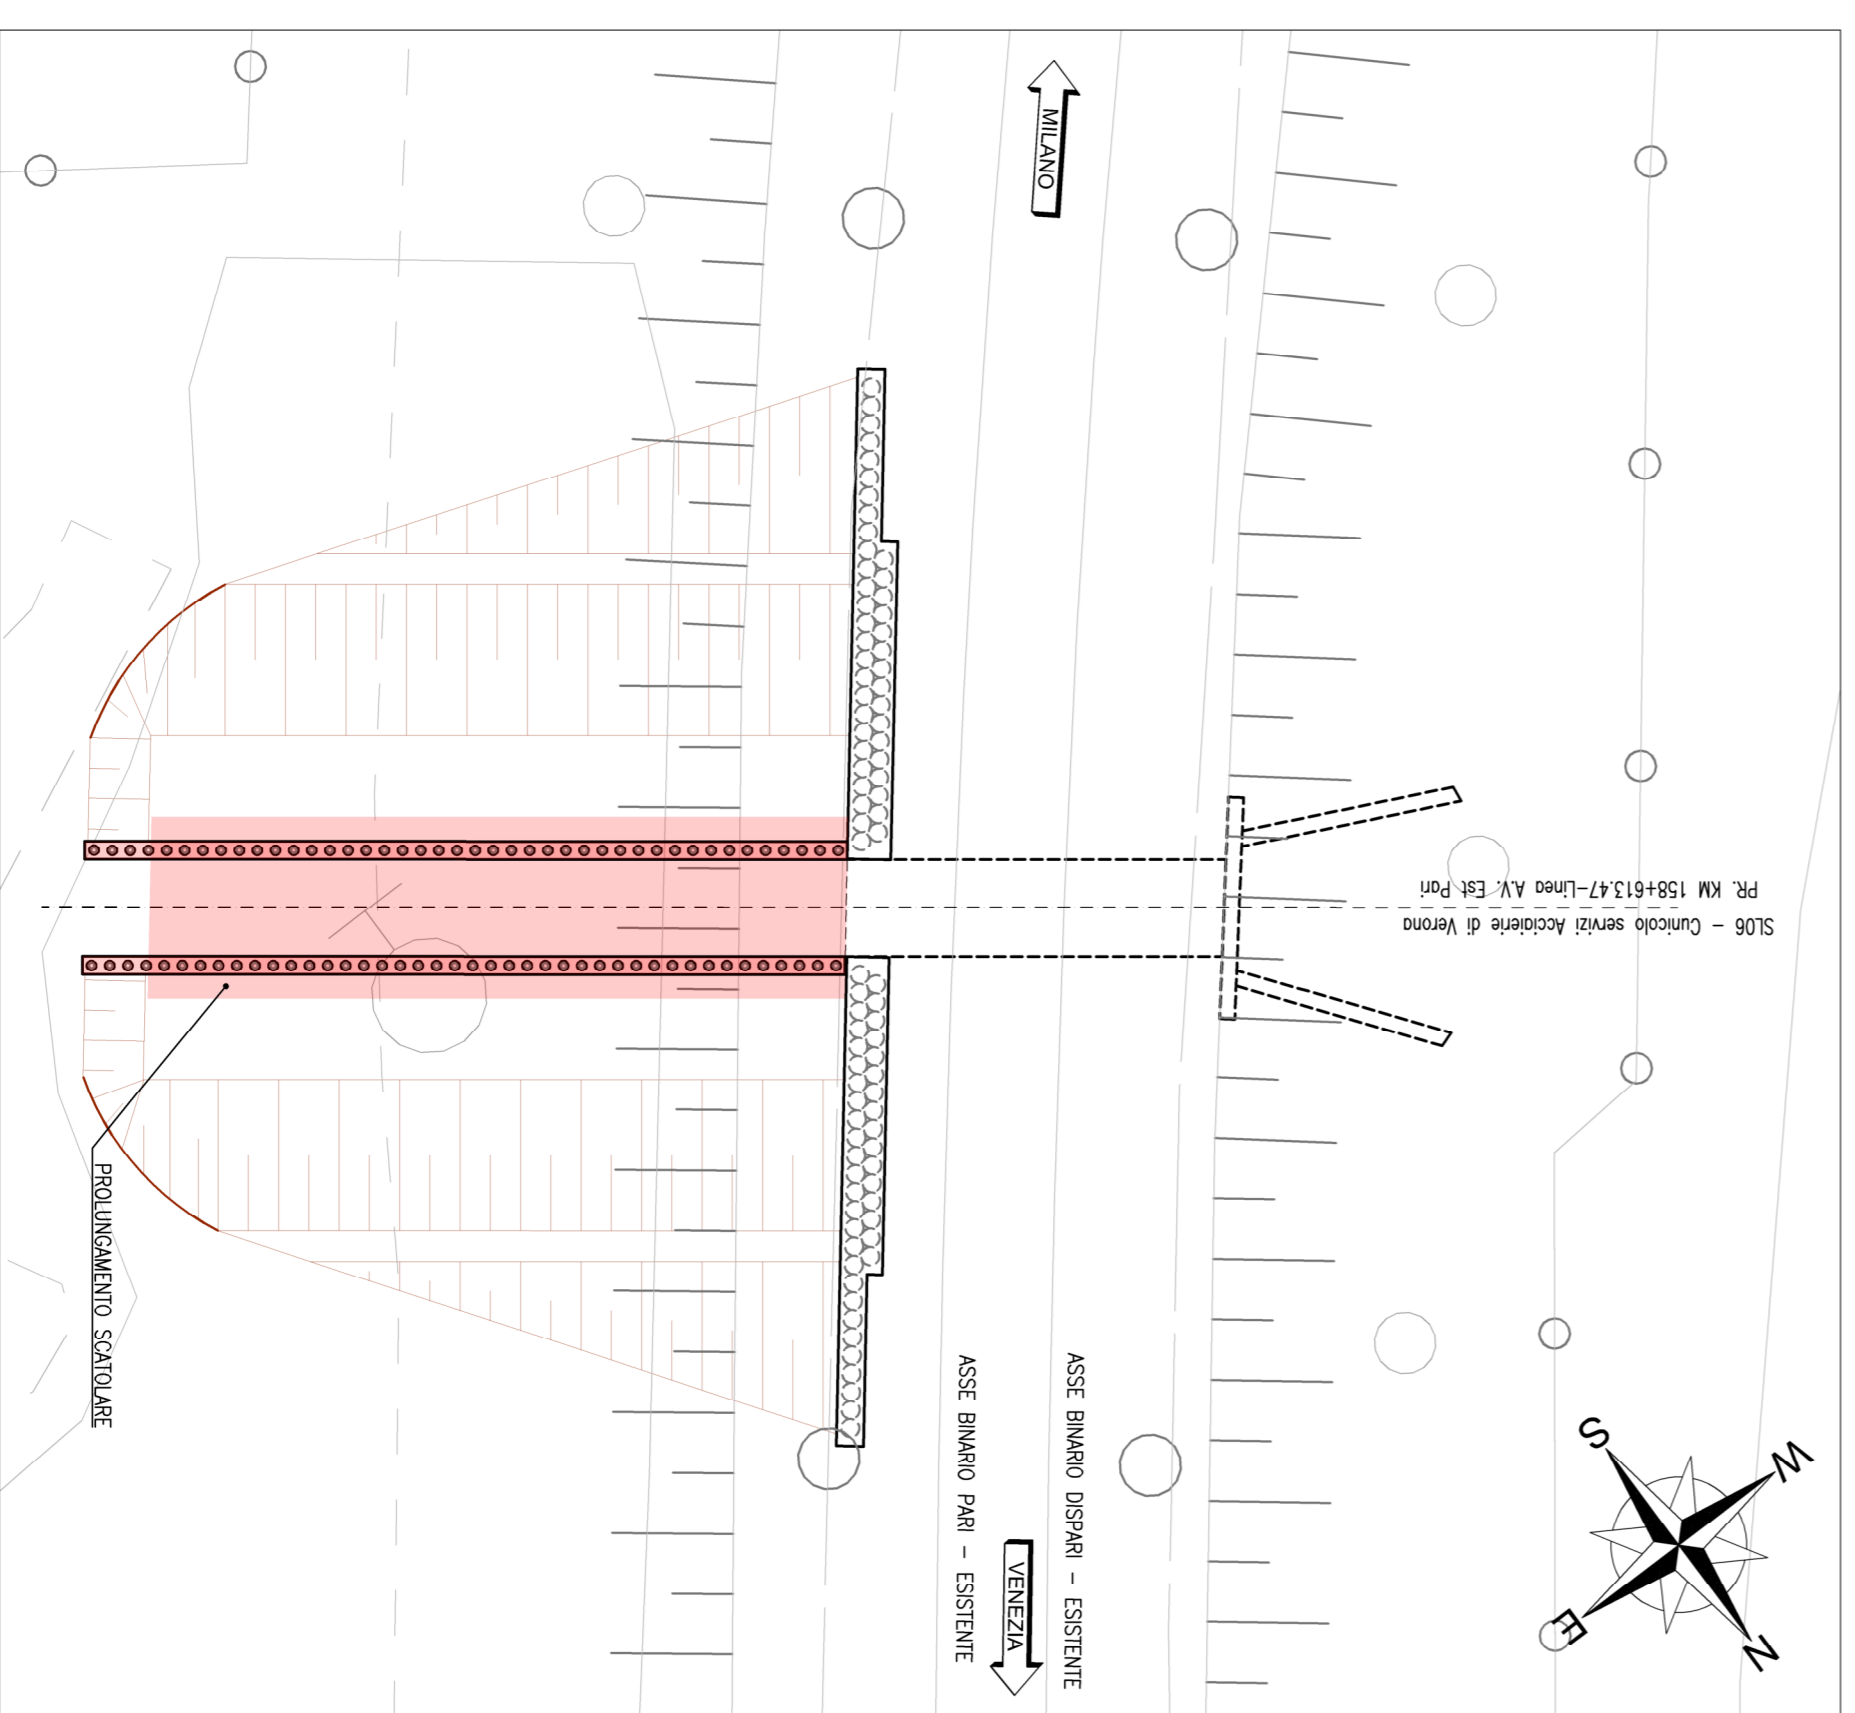 MILANO
PR. KM 158+613.47-Linea A.V. Est Pari
SL06 - Cunicolo servizi Acciaierie di Verona
PROLUNGAMENTO SCATOLARE
ASSE BINARIO PARI - ESISTENTE
ASSE BINARIO DISPARI - ESISTENTE
VENEZIA
S
W
E
N